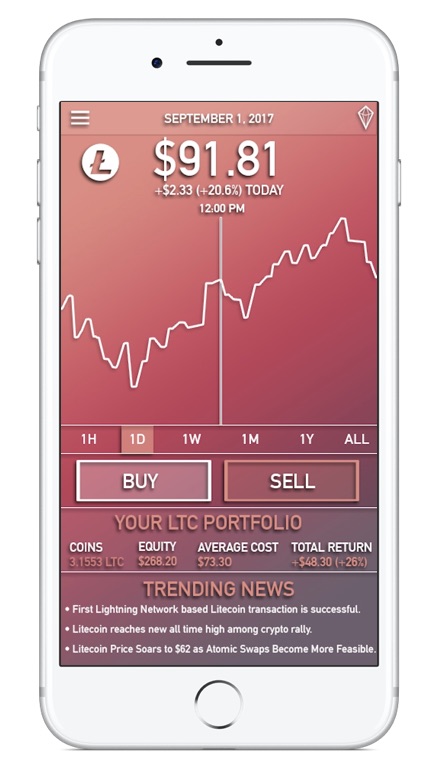 SEPTEMBER 1, 2017
$91.81
+$2.33 (+20.6%) TODAY
12:00 PM
1H 1D 1W 1M 1Y ALL
BUY SELL
YOUR LTC PORTFOLIO
COINS EQUITY AVERAGE COST TOTAL RETURN
3.1553 LTC $268.20 $73.30 +$48.30 (+26%)
TRENDING NEWS
• First Lightning Network based Litecoin transaction is successful.
• Litecoin reaches new all time high among crypto rally.
• Litecoin Price Soars to $62 as Atomic Swaps Become More Feasible.